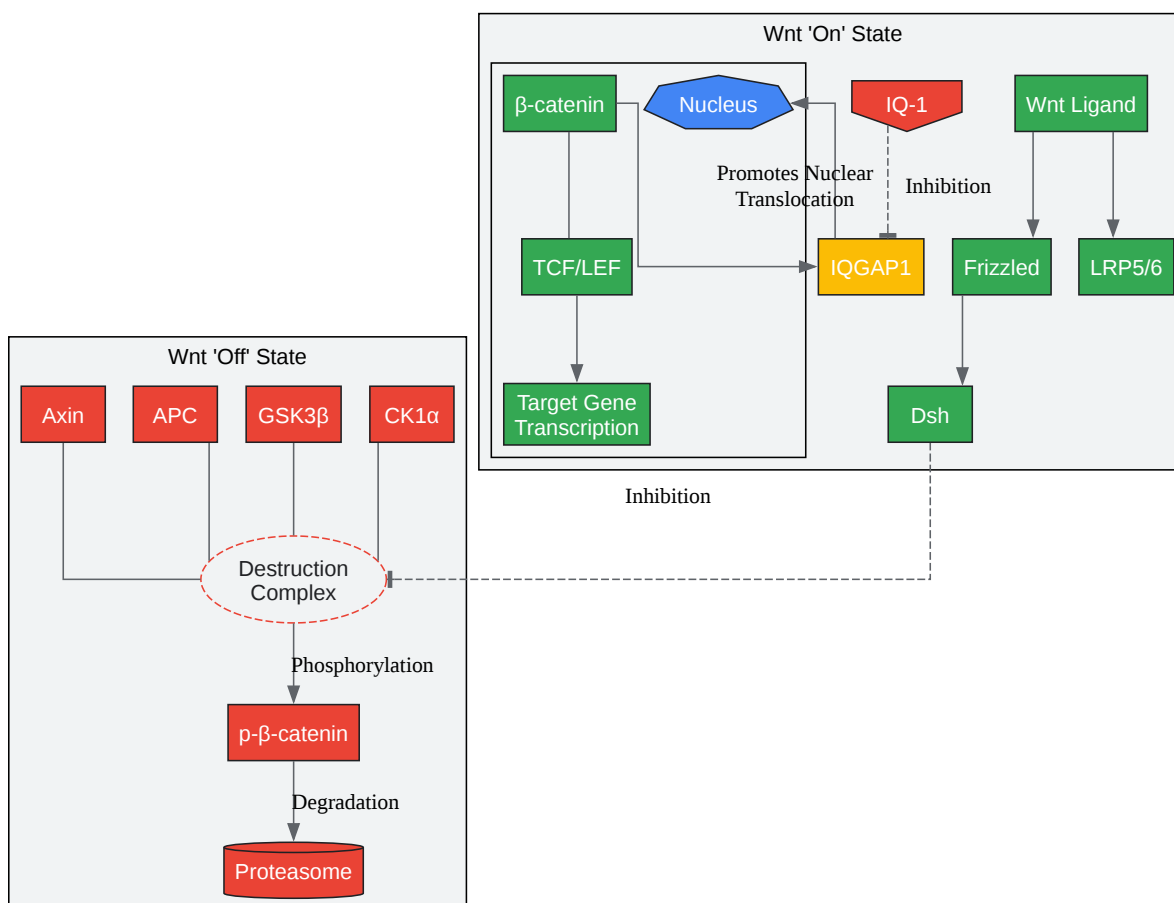 Wnt 'On' State
β-catenin
Nucleus
IQ-1
Wnt Ligand
Promotes Nuclear
Translocation
Inhibition
TCF/LEF
IQGAP1
Frizzled
LRP5/6
Target Gene
Transcription
Dsh
Inhibition
Wnt 'Off' State
Axin
APC
GSK3β
CK1α
Destruction
Complex
Phosphorylation
p-β-catenin
Degradation
Proteasome